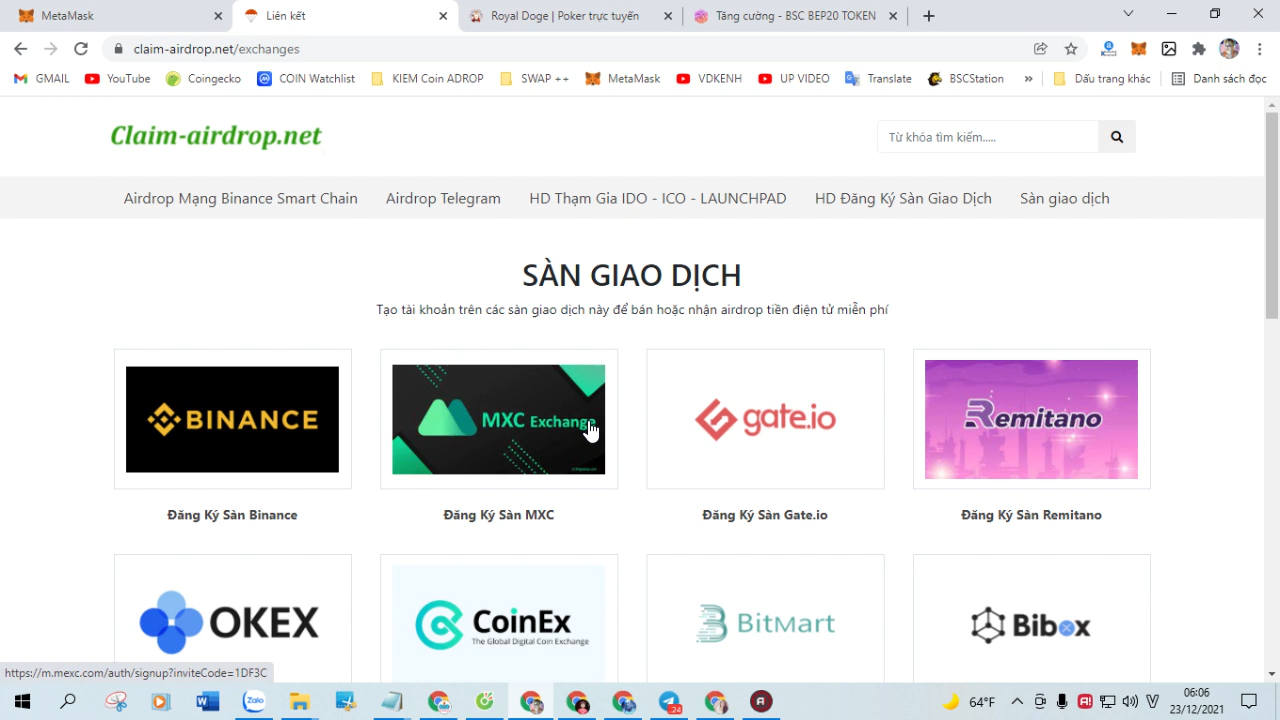 MetaMask
Liên kết
Royal Doge | Poker trực tuyến
Tăng cường - BSC BEP20 TOKEN
claim-airdrop.net/exchanges
GMAIL
YouTube
Coingecko
COIN Watchlist
KIEM Coin ADROP
SWAP ++
MetaMask
VDKENH
UP VIDEO
Translate
BSCStation
»
Dấu trang khác
Danh sách đọc
Claim-airdrop.net
Từ khóa tìm kiếm.....
Airdrop Mạng Binance Smart Chain
Airdrop Telegram
HD Thạm Gia IDO - ICO - LAUNCHPAD
HD Đăng Ký Sàn Giao Dịch
Sàn giao dịch
SÀN GIAO DỊCH
Tạo tài khoản trên các sàn giao dịch này để bán hoặc nhận airdrop tiền điện tử miễn phí
BINANCE
MXC Exchange
gate.io
Remitano
Đăng Ký Sàn Binance
Đăng Ký Sàn MXC
Đăng Ký Sàn Gate.io
Đăng Ký Sàn Remitano
OKEX
CoinEx
The Global Digital Coin Exchange
BitMart
Bibox
https://m.mexc.com/auth/signup?inviteCode=1DF3C
Zalo
24
64°F
06:06
23/12/2021